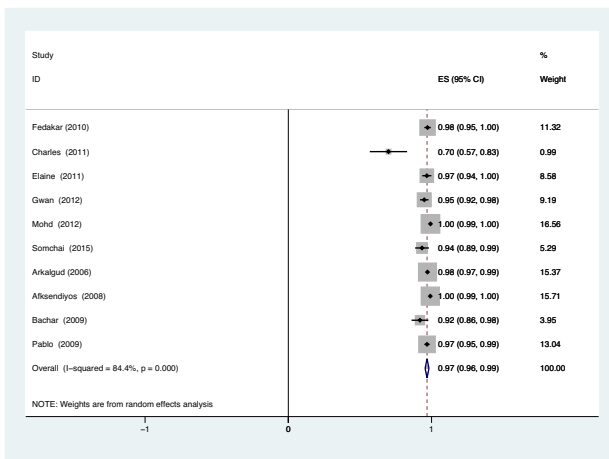 Study %
ID ES (95% CI) Weight
Fedakar (2010) 0.98 (0.95, 1.00) 11.32
Charles (2011) 0.70 (0.57, 0.83) 0.99
Elaine (2011) 0.97 (0.94, 1.00) 8.58
Gwan (2012) 0.95 (0.92, 0.98) 9.19
Mohd (2012) 1.00 (0.99, 1.00) 16.56
Somchai (2015) 0.94 (0.89, 0.99) 5.29
Arkalgud (2006) 0.98 (0.97, 0.99) 15.37
Afksendiyos (2008) 1.00 (0.99, 1.00) 15.71
Bachar (2009) 0.92 (0.86, 0.98) 3.95
Pablo (2009) 0.97 (0.95, 0.99) 13.04
Overall (I−squared = 84.4%, p = 0.000) 0.97 (0.96, 0.99) 100.00
NOTE: Weights are from random effects analysis
−1 0 1